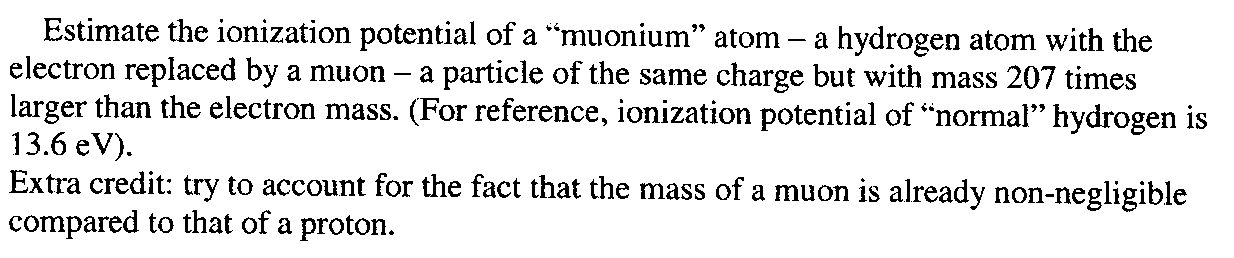 Estimate the ionization potential of a “muonium” atom – a hydrogen atom with the
electron replaced by a muon – a particle of the same charge but with mass 207 times
larger than the electron mass. (For reference, ionization potential of “normal” hydrogen is
13.6 eV).
Extra credit: try to account for the fact that the mass of a muon is already non-negligible
compared to that of a proton.